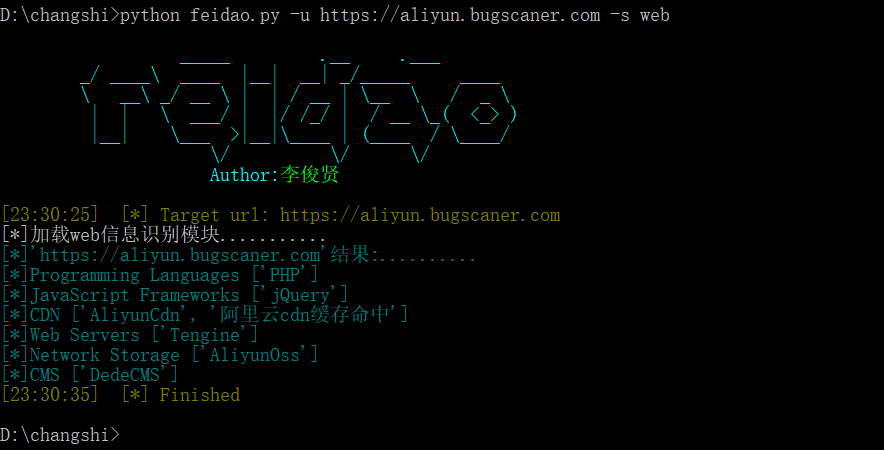 D:\changshi>python feidao.py -u https://aliyun.bugscaner.com -s web
feidao
Author:李俊贤
[23:30:25] [*] Target url: https://aliyun.bugscaner.com
[*]加载web信息识别模块...........
[*]'https://aliyun.bugscaner.com'结果:..........
[*]Programming Languages ['PHP']
[*]JavaScript Frameworks ['jQuery']
[*]CDN ['AliyunCdn', '阿里云cdn缓存命中']
[*]Web Servers ['Tengine']
[*]Network Storage ['AliyunOss']
[*]CMS ['DedeCMS']
[23:30:35] [*] Finished
D:\changshi>